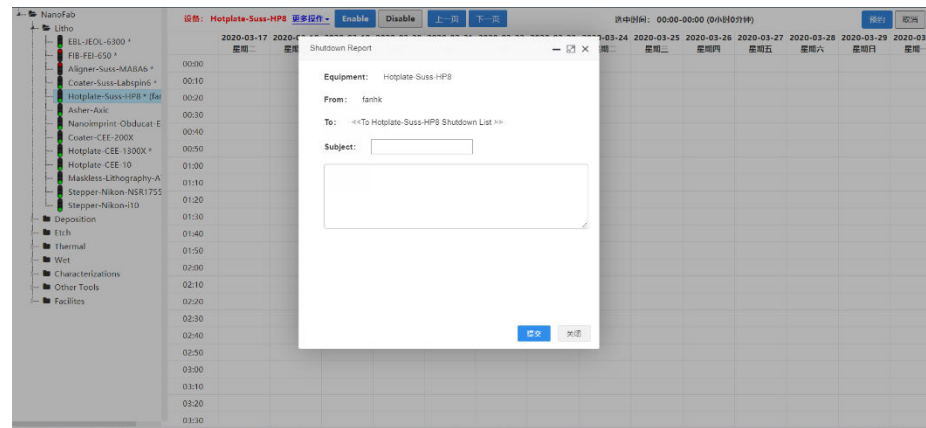 NanoFab
Litho
EBL-JEOL-6300 *
FIB-FEI-650 *
Aligner-Suss-MABA6 *
Coater-Suss-Labspin6 *
Hotplate-Suss-HP8 * (far
Asher-Axic
Nanoimprint-Obducat-E
Coater-CEE-200X
Hotplate-CEE-1300X *
Hotplate-CEE-10
Maskless-Lithography-A
Stepper-Nikon-NSR1755
Stepper-Nikon-i10
Deposition
Etch
Thermal
Wet
Characterizations
Other Tools
Facilites
设备: Hotplate-Suss-HP8 更多操作 Enable Disable 上一页 下一页 选中时间: 00:00-00:00 (0小时0分钟) 预约 取消
2020-03-17 2020-03-24 2020-03-25 2020-03-26 2020-03-27 2020-03-28 2020-03-29
星期二 星期三 星期四 星期五 星期六 星期日
00:00
00:10
00:20
00:30
00:40
00:50
01:00
01:10
01:20
01:30
01:40
01:50
02:00
02:10
02:20
02:30
02:40
02:50
03:00
03:10
03:20
03:30
Shutdown Report
Equipment: Hotplate-Suss-HP8
From: fanhk
To: <<To Hotplate-Suss-HP8 Shutdown List >>
Subject:
提交 关闭